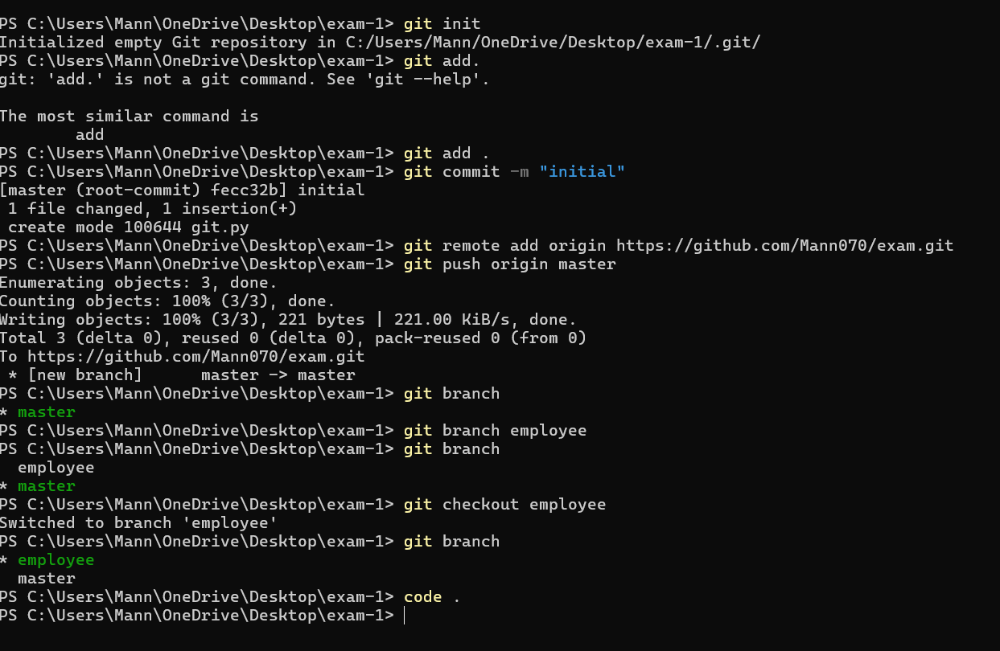 PS C:\Users\Mann\OneDrive\Desktop\exam-1> git init
Initialized empty Git repository in C:/Users/Mann/OneDrive/Desktop/exam-1/.git/
PS C:\Users\Mann\OneDrive\Desktop\exam-1> git add.
git: 'add.' is not a git command. See 'git --help'.

The most similar command is
        add
PS C:\Users\Mann\OneDrive\Desktop\exam-1> git add .
PS C:\Users\Mann\OneDrive\Desktop\exam-1> git commit -m "initial"
[master (root-commit) fecc32b] initial
 1 file changed, 1 insertion(+)
 create mode 100644 git.py
PS C:\Users\Mann\OneDrive\Desktop\exam-1> git remote add origin https://github.com/Mann070/exam.git
PS C:\Users\Mann\OneDrive\Desktop\exam-1> git push origin master
Enumerating objects: 3, done.
Counting objects: 100% (3/3), done.
Writing objects: 100% (3/3), 221 bytes | 221.00 KiB/s, done.
Total 3 (delta 0), reused 0 (delta 0), pack-reused 0 (from 0)
To https://github.com/Mann070/exam.git
 * [new branch]      master -> master
PS C:\Users\Mann\OneDrive\Desktop\exam-1> git branch
* master
PS C:\Users\Mann\OneDrive\Desktop\exam-1> git branch employee
PS C:\Users\Mann\OneDrive\Desktop\exam-1> git branch
  employee
* master
PS C:\Users\Mann\OneDrive\Desktop\exam-1> git checkout employee
Switched to branch 'employee'
PS C:\Users\Mann\OneDrive\Desktop\exam-1> git branch
* employee
  master
PS C:\Users\Mann\OneDrive\Desktop\exam-1> code .
PS C:\Users\Mann\OneDrive\Desktop\exam-1>